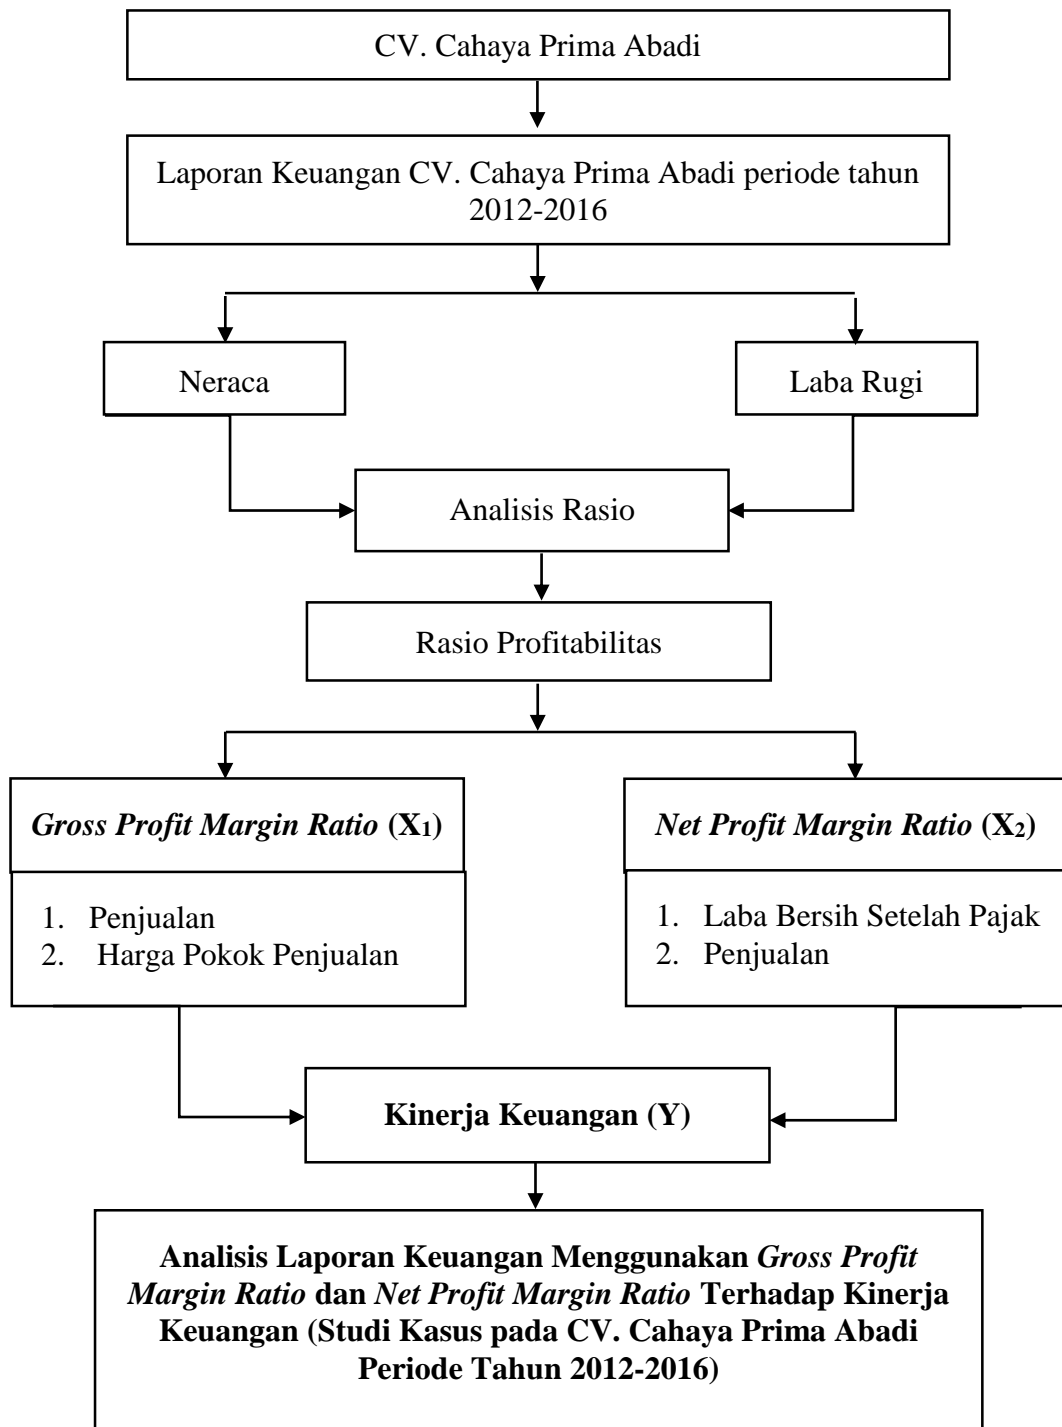 CV. Cahaya Prima Abadi
Laporan Keuangan CV. Cahaya Prima Abadi periode tahun
2012-2016
Neraca
Laba Rugi
Analisis Rasio
Rasio Profitabilitas
Gross Profit Margin Ratio (X1)
1. Penjualan
2. Harga Pokok Penjualan
Net Profit Margin Ratio (X2)
1. Laba Bersih Setelah Pajak
2. Penjualan
Kinerja Keuangan (Y)
Analisis Laporan Keuangan Menggunakan Gross Profit
Margin Ratio dan Net Profit Margin Ratio Terhadap Kinerja
Keuangan (Studi Kasus pada CV. Cahaya Prima Abadi
Periode Tahun 2012-2016)